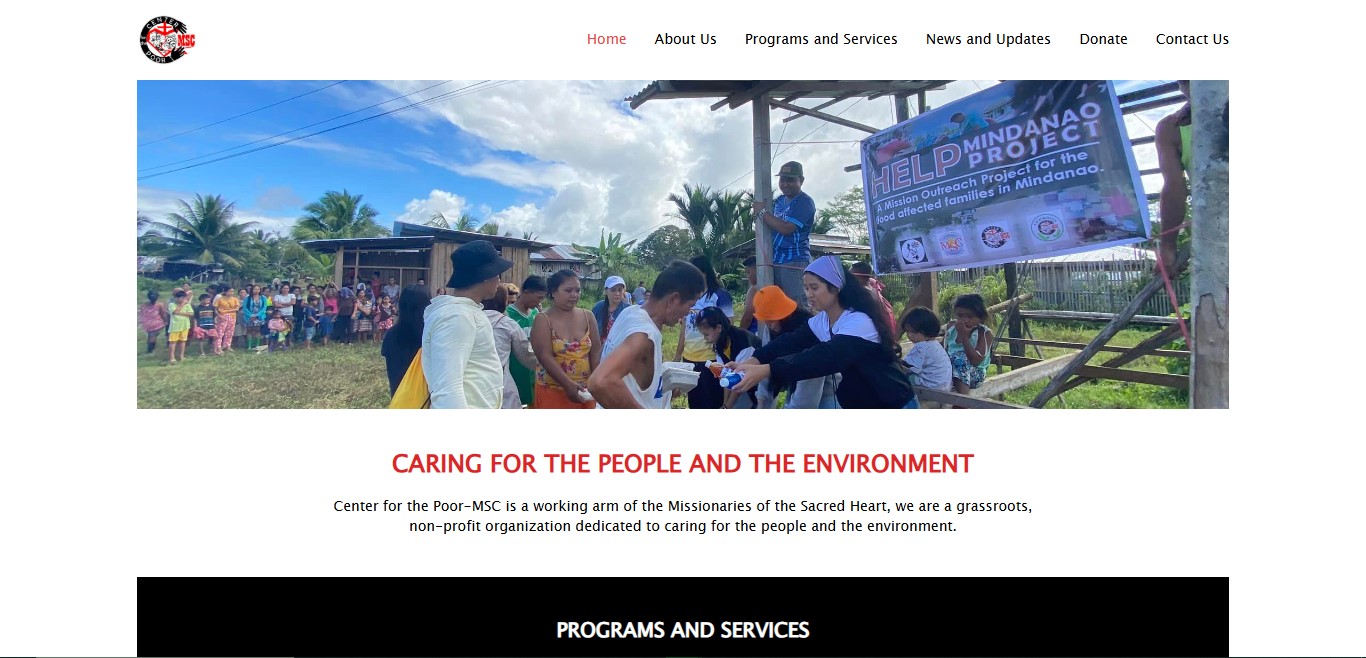 CENTER
POOR
MSC
Home
About Us
Programs and Services
News and Updates
Donate
Contact Us
HELP MINDANAO
PROJECT
A Mission Outreach Project for the
flood affected families in Mindanao.
CARING FOR THE PEOPLE AND THE ENVIRONMENT
Center for the Poor-MSC is a working arm of the Missionaries of the Sacred Heart, we are a grassroots,
non-profit organization dedicated to caring for the people and the environment.
PROGRAMS AND SERVICES